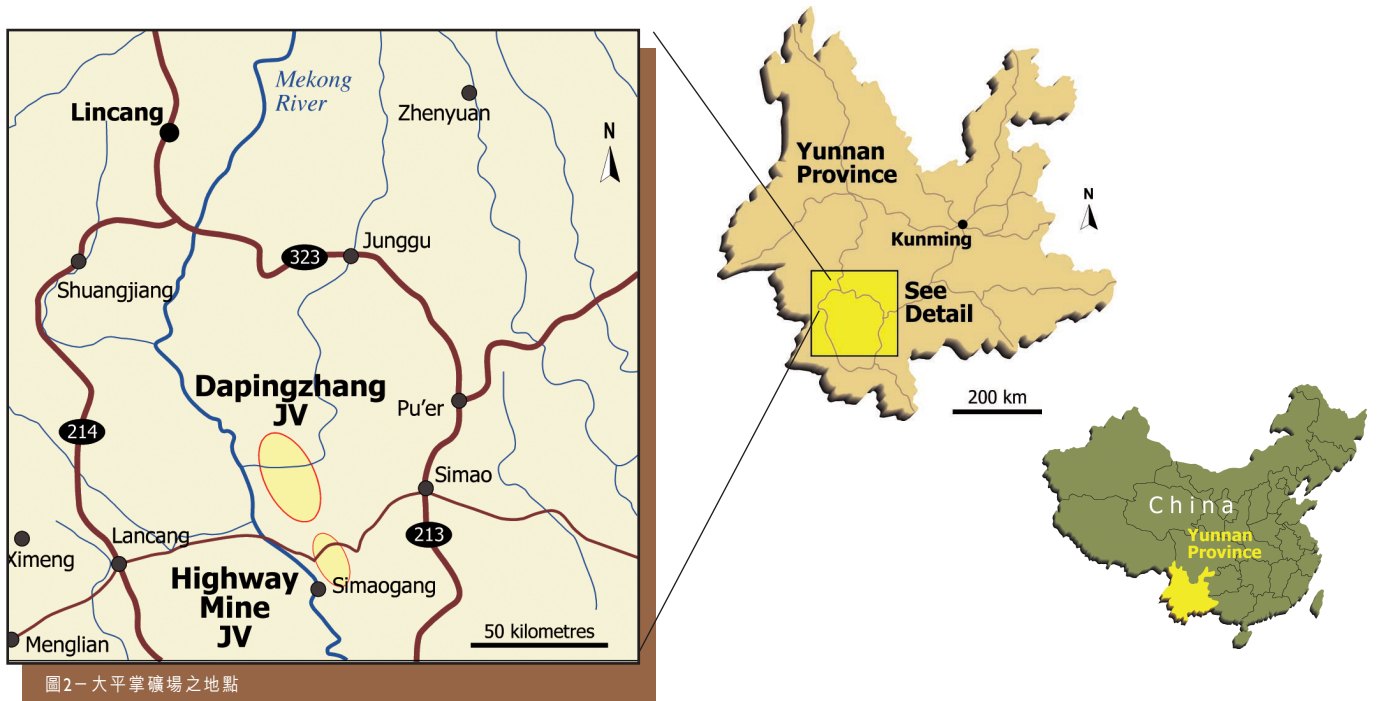 Mekong
River
Zhenyuan
Lincang
N
Junggu
323
Shuangjiang
Dapingzhang
JV
Pu'er
214
Simao
213
Lancang
Ximeng
Highway
Mine
JV
Simaogang
50 kilometres
Menglian
圖2－大平掌礦場之地點
Yunnan
Province
N
Kunming
See
Detail
200 km
China
Yunnan
Province